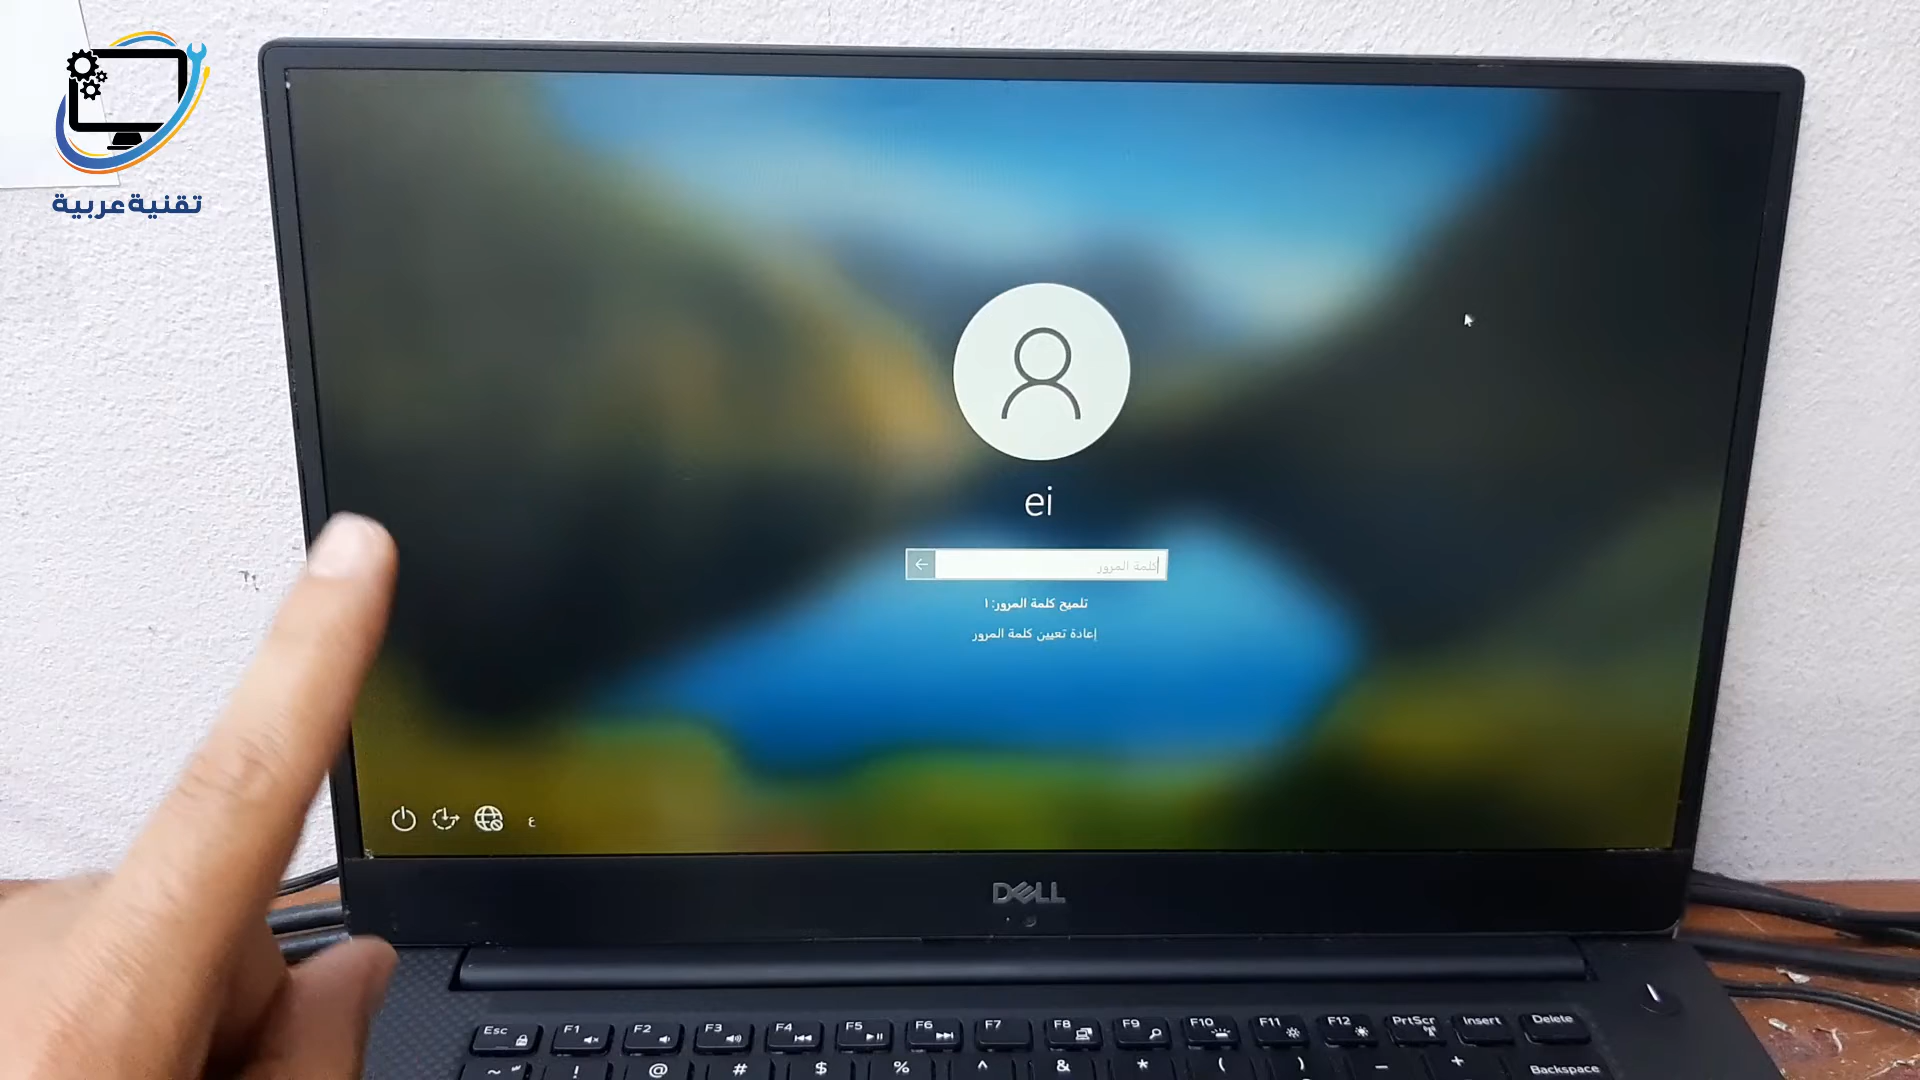 تقنية عربية
ei
كلمة المرور
تلميح كلمة المرور: ١
إعادة تعيين كلمة المرور
ع
DELL
Esc F1 F2 F3 F4 F5 F6 F7 F8 F9 F10 F11 F12 PrtScr Insert Delete
~ ! @ # $ % ^ & * ( ) _ + Backspace